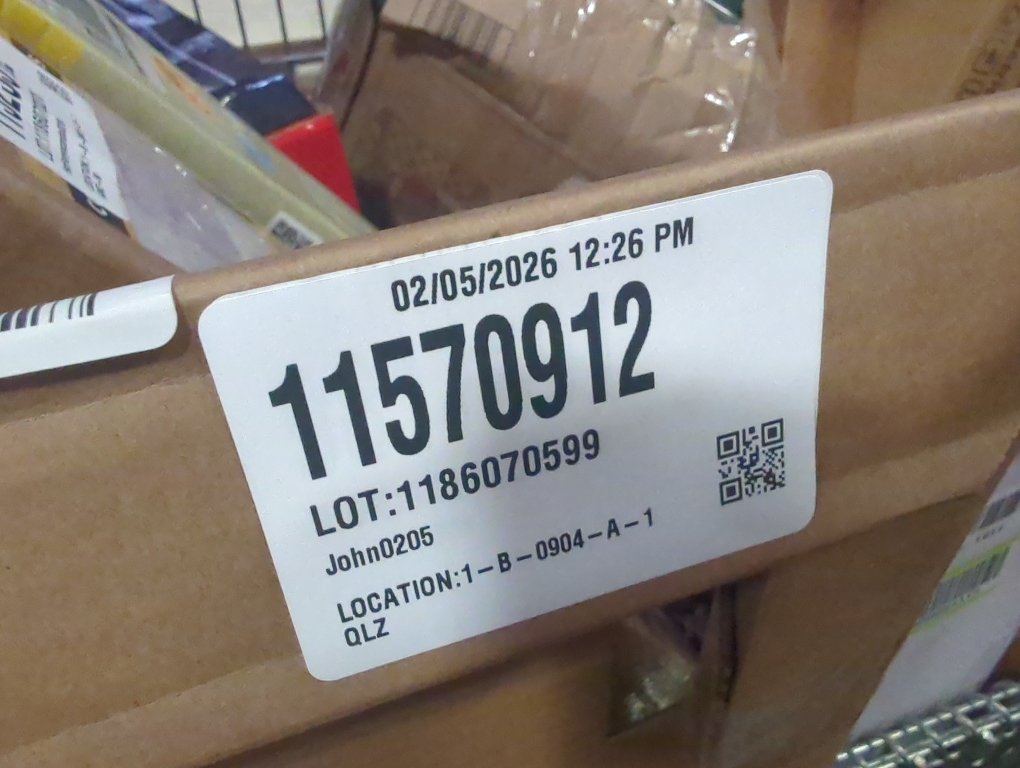 02/05/2026 12:26 PM
11570912
LOT:1186070599
John0205
LOCATION:1-B-0904-A-1
QLZ